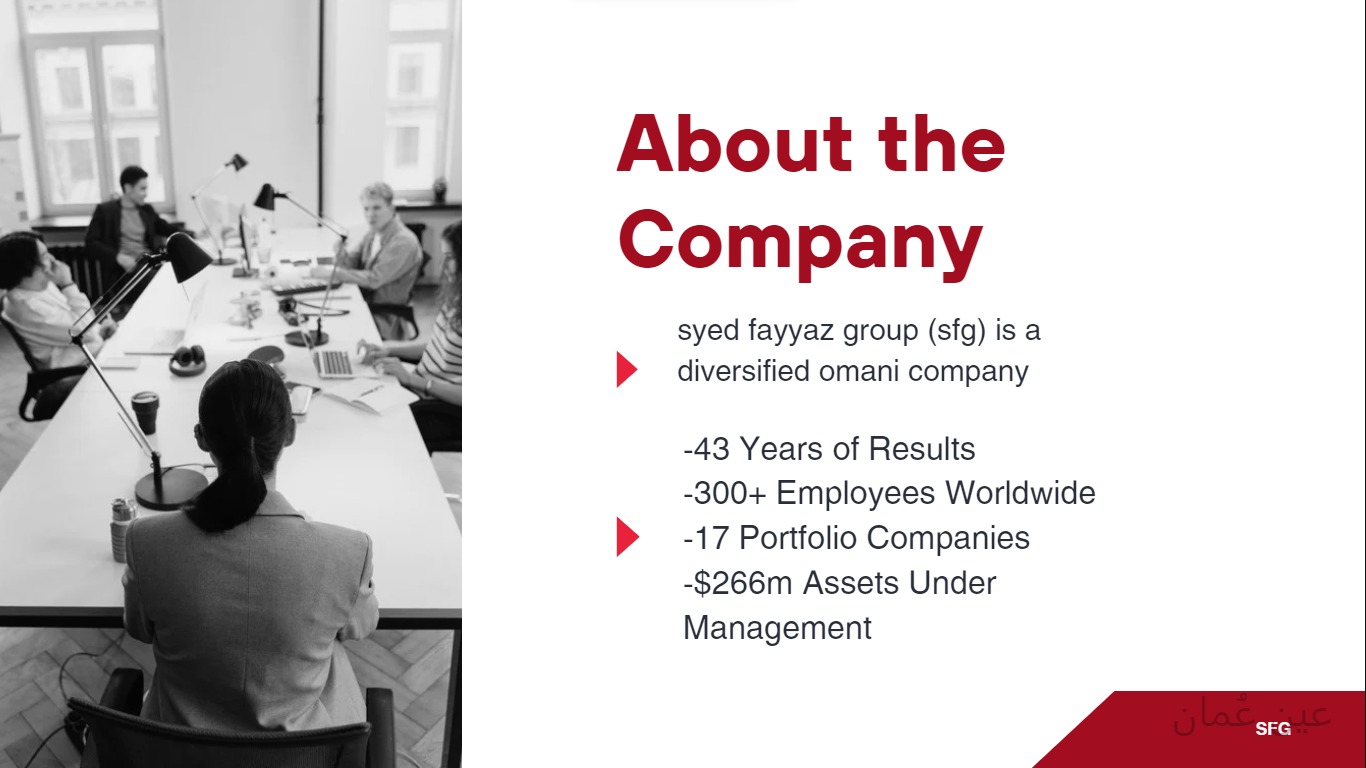 About the
Company
syed fayyaz group (sfg) is a
diversified omani company
-43 Years of Results
-300+ Employees Worldwide
-17 Portfolio Companies
-$266m Assets Under
Management
عين عُمان
SFG